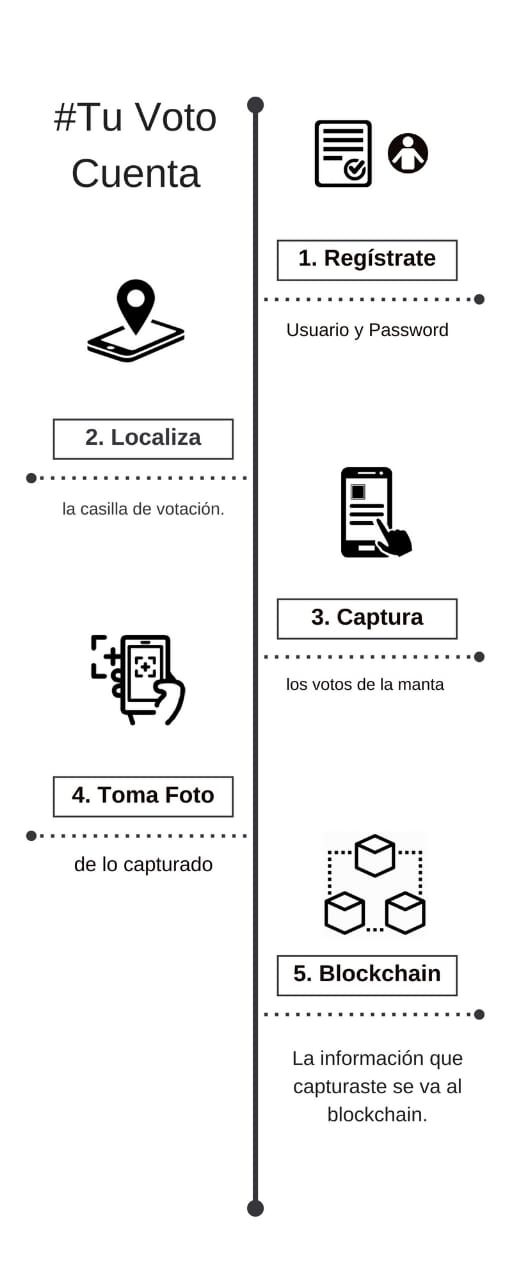 #Tu Voto
Cuenta
1. Regístrate
Usuario y Password
2. Localiza
la casilla de votación.
3. Captura
los votos de la manta
4. Toma Foto
de lo capturado
5. Blockchain
La información que
capturaste se va al
blockchain.